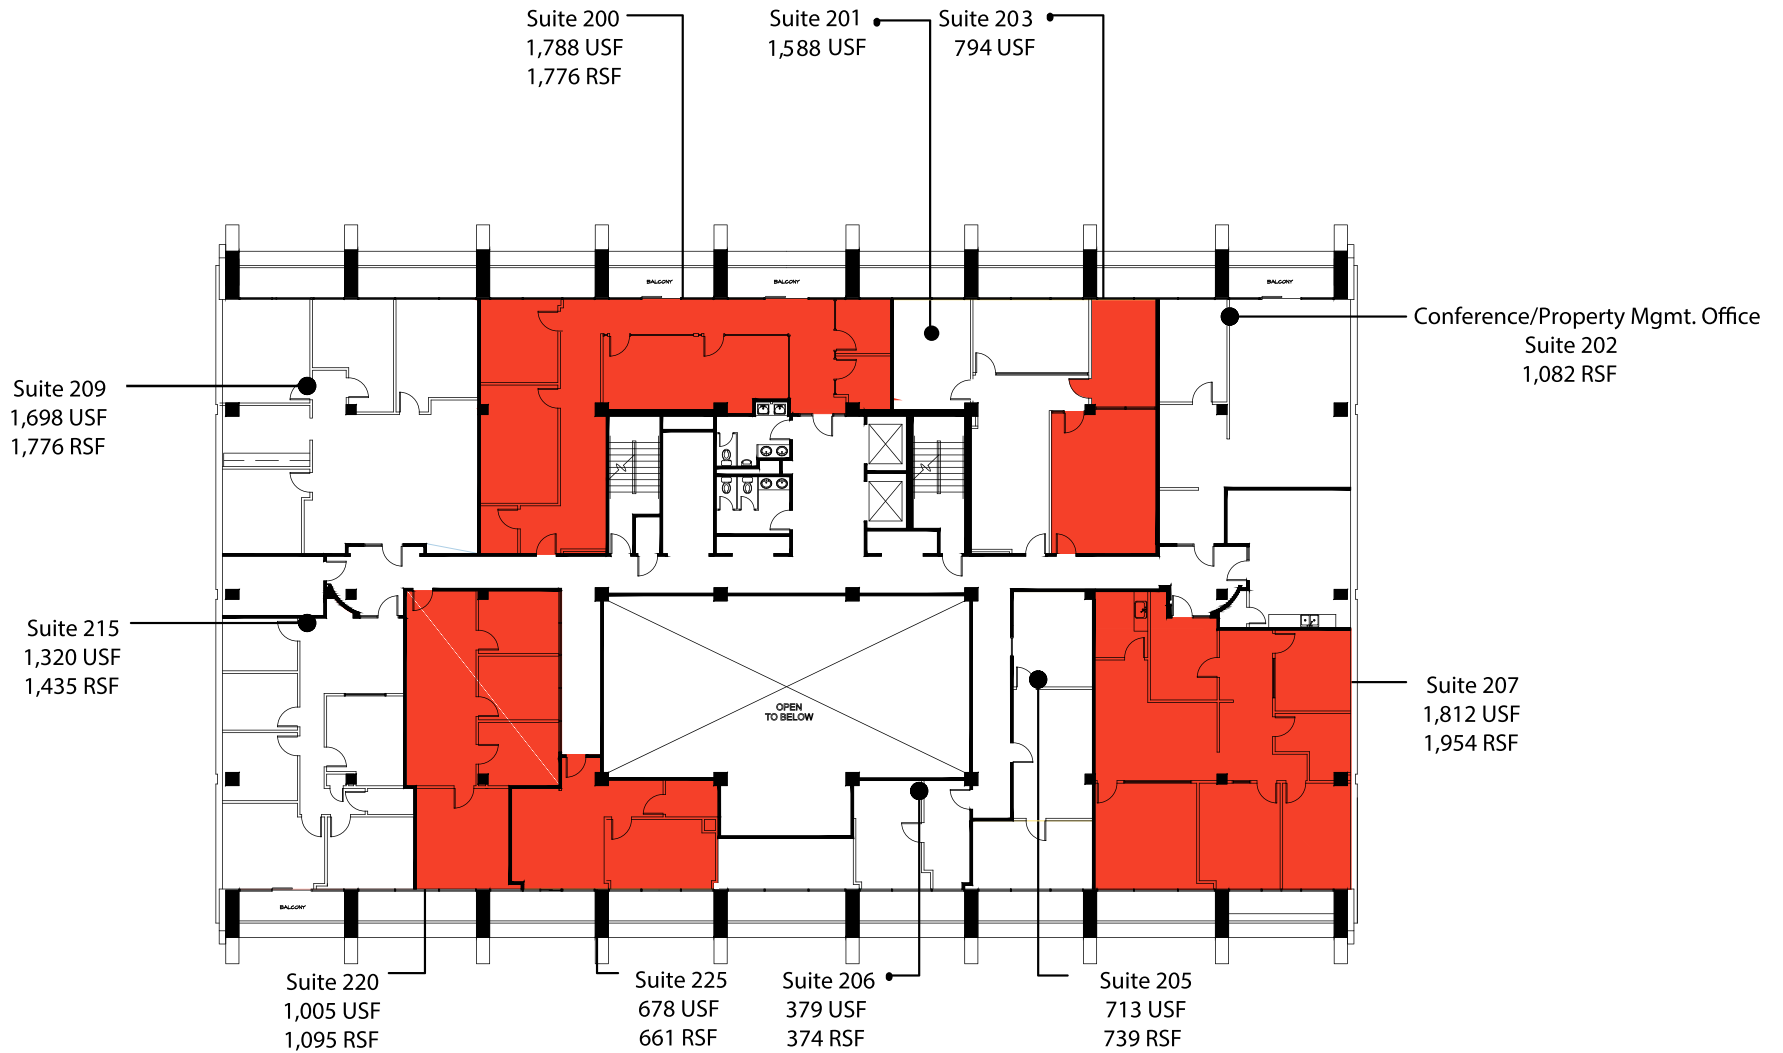 Suite 200
1,788 USF
1,776 RSF
Suite 201
1,588 USF
Suite 203
794 USF
BALCONY
BALCONY
BALCONY
Conference/Property Mgmt. Office
Suite 202
1,082 RSF
Suite 209
1,698 USF
1,776 RSF
Suite 215
1,320 USF
1,435 RSF
OPEN
TO BELOW
Suite 207
1,812 USF
1,954 RSF
BALCONY
Suite 220
1,005 USF
1,095 RSF
Suite 225
678 USF
661 RSF
Suite 206
379 USF
374 RSF
Suite 205
713 USF
739 RSF